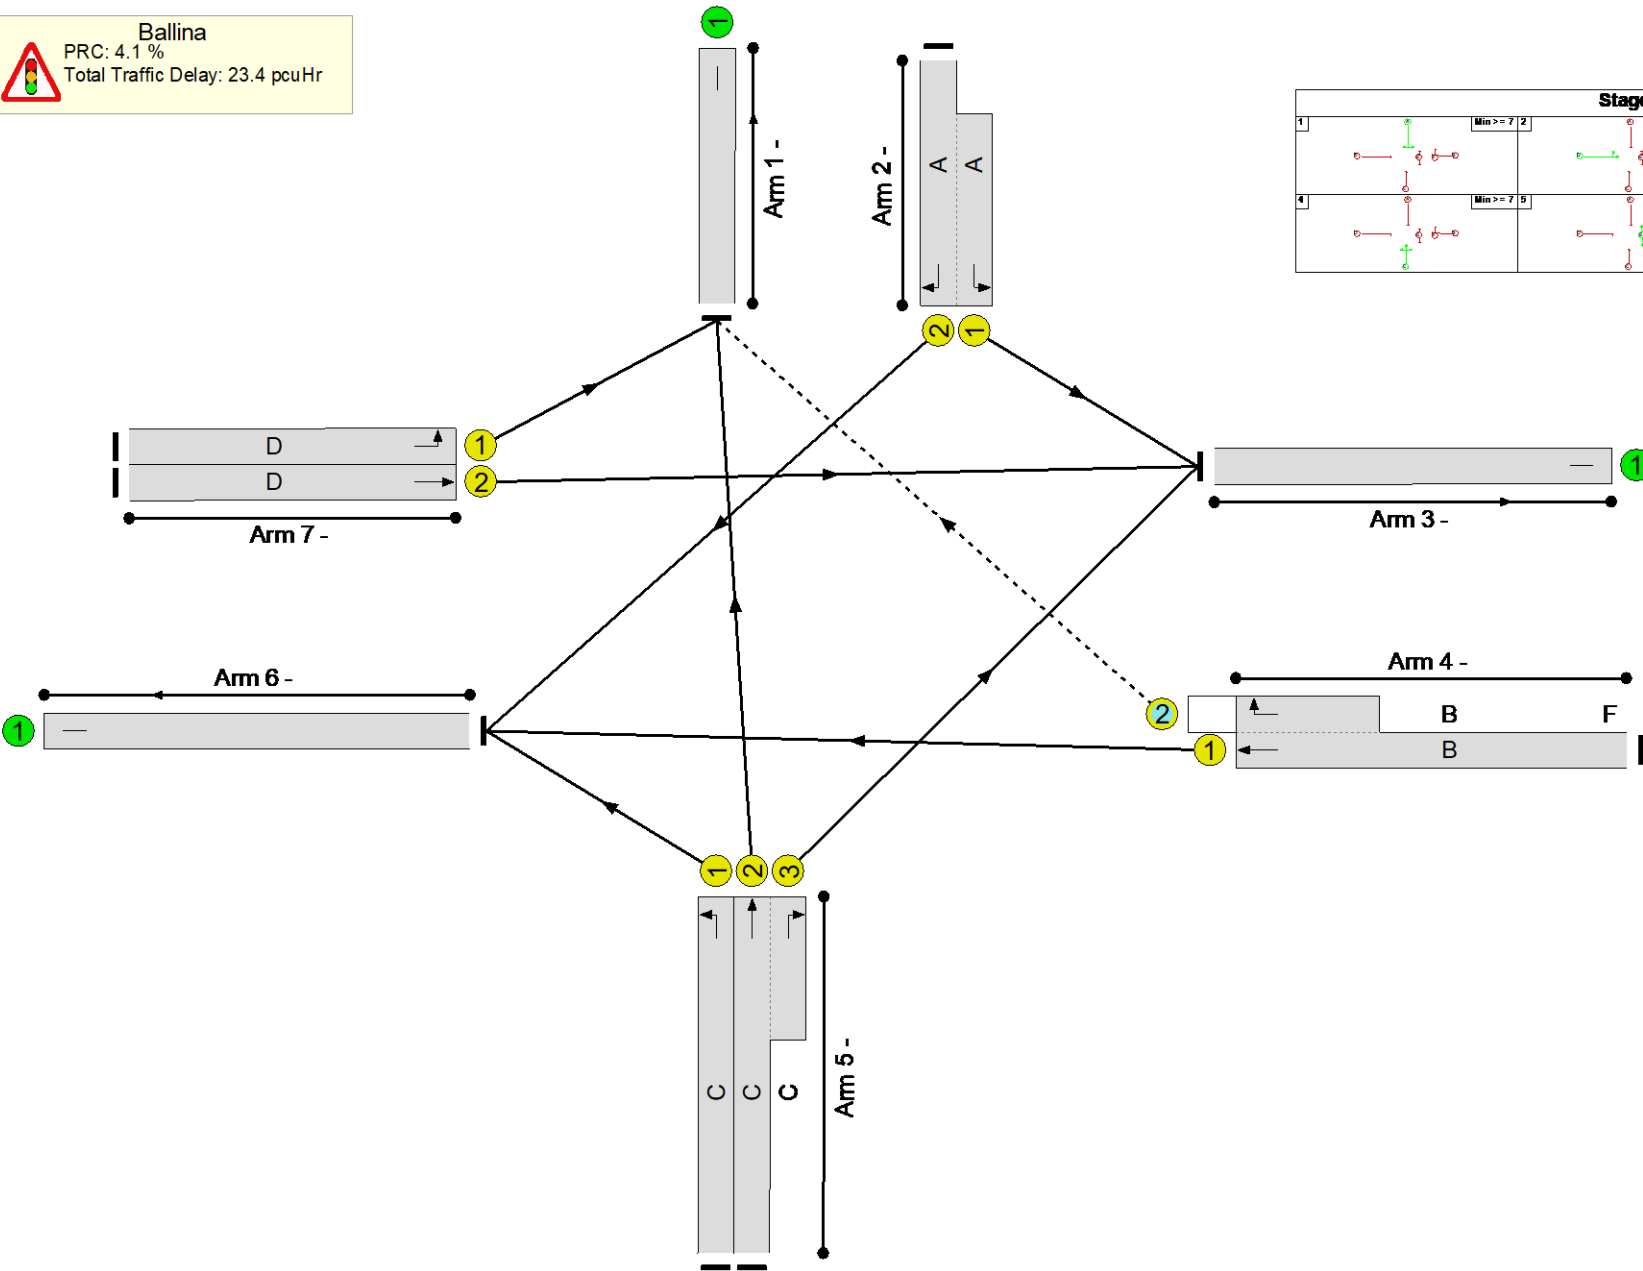 Ballina
PRC: 4.1 %
Total Traffic Delay: 23.4 pcuHr
1
Arm 1 -
Arm 2 -
A
A
2
1
Stage
1
Min >= 7
2
4
Min >= 7
5
D
1
D
2
Arm 7 -
1
Arm 3 -
Arm 6 -
1
Arm 4 -
2
B
F
1
B
1
2
3
C
C
C
Arm 5 -